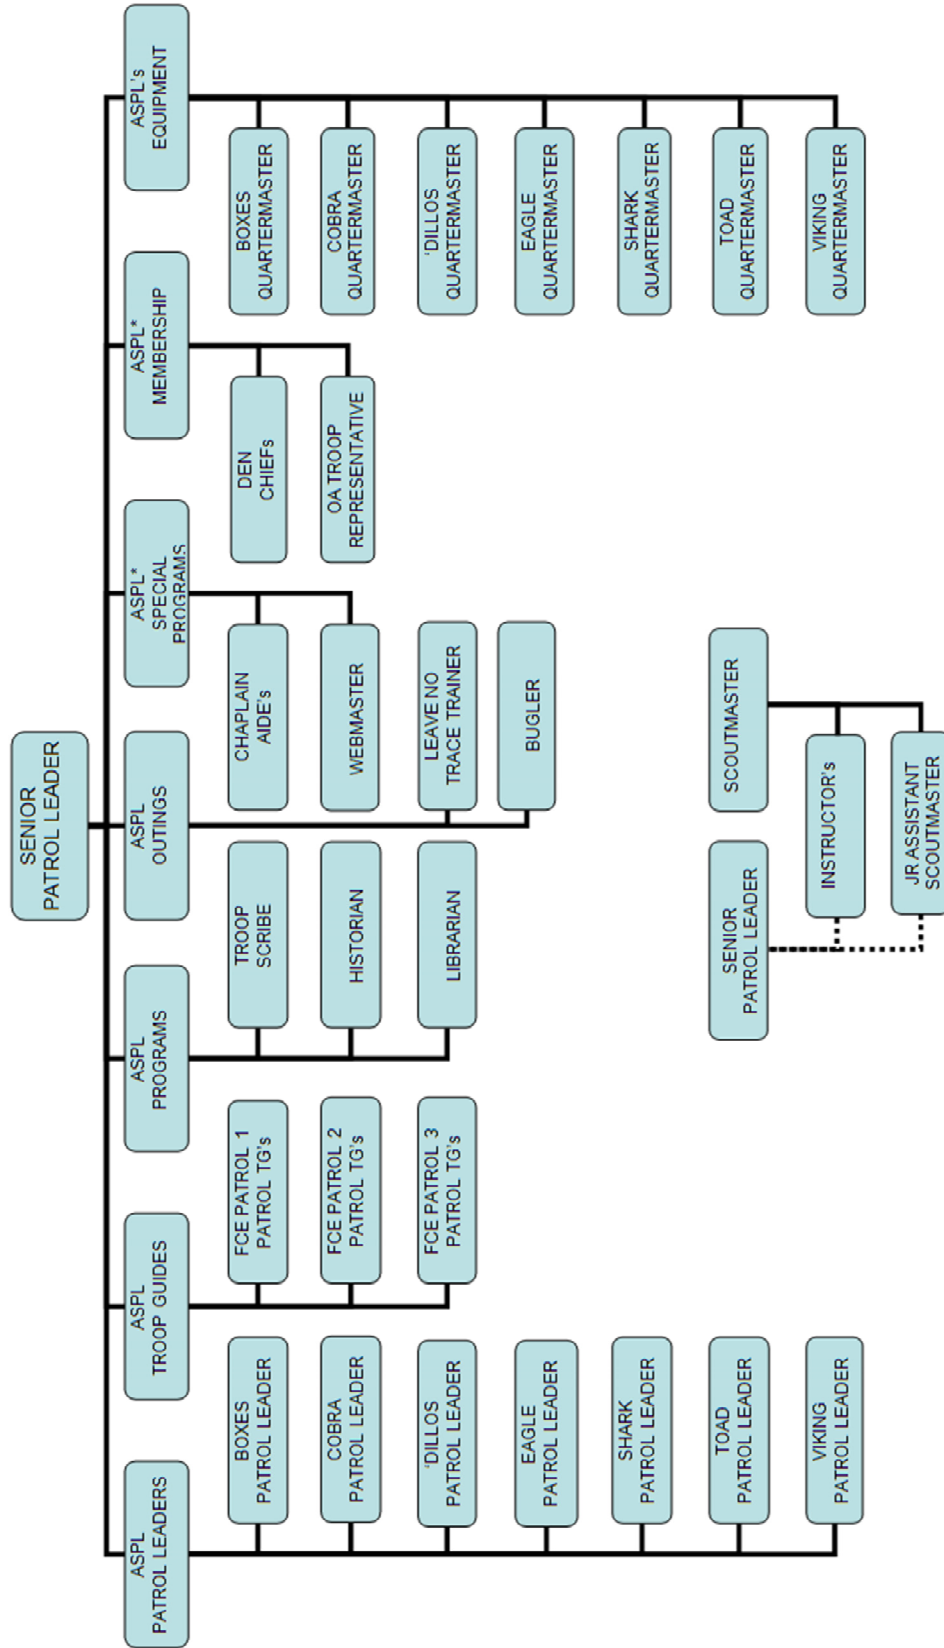 SENIOR
PATROL LEADER
ASPL
PATROL LEADERS
ASPL
TROOP GUIDES
ASPL
PROGRAMS
ASPL
OUTINGS
ASPL*
SPECIAL
PROGRAMS
ASPL*
MEMBERSHIP
ASPL's
EQUIPMENT
BOXES
PATROL LEADER
COBRA
PATROL LEADER
'DILLOS
PATROL LEADER
EAGLE
PATROL LEADER
SHARK
PATROL LEADER
TOAD
PATROL LEADER
VIKING
PATROL LEADER
FCE PATROL 1
PATROL TG's
FCE PATROL 2
PATROL TG's
FCE PATROL 3
PATROL TG's
TROOP
SCRIBE
HISTORIAN
LIBRARIAN
LEAVE NO
TRACE TRAINER
BUGLER
CHAPLAIN
AIDE's
WEBMASTER
DEN
CHIEFs
OA TROOP
REPRESENTATIVE
BOXES
QUARTERMASTER
COBRA
QUARTERMASTER
'DILLOS
QUARTERMASTER
EAGLE
QUARTERMASTER
SHARK
QUARTERMASTER
TOAD
QUARTERMASTER
VIKING
QUARTERMASTER
SENIOR
PATROL LEADER
SCOUTMASTER
INSTRUCTOR's
JR ASSISTANT
SCOUTMASTER